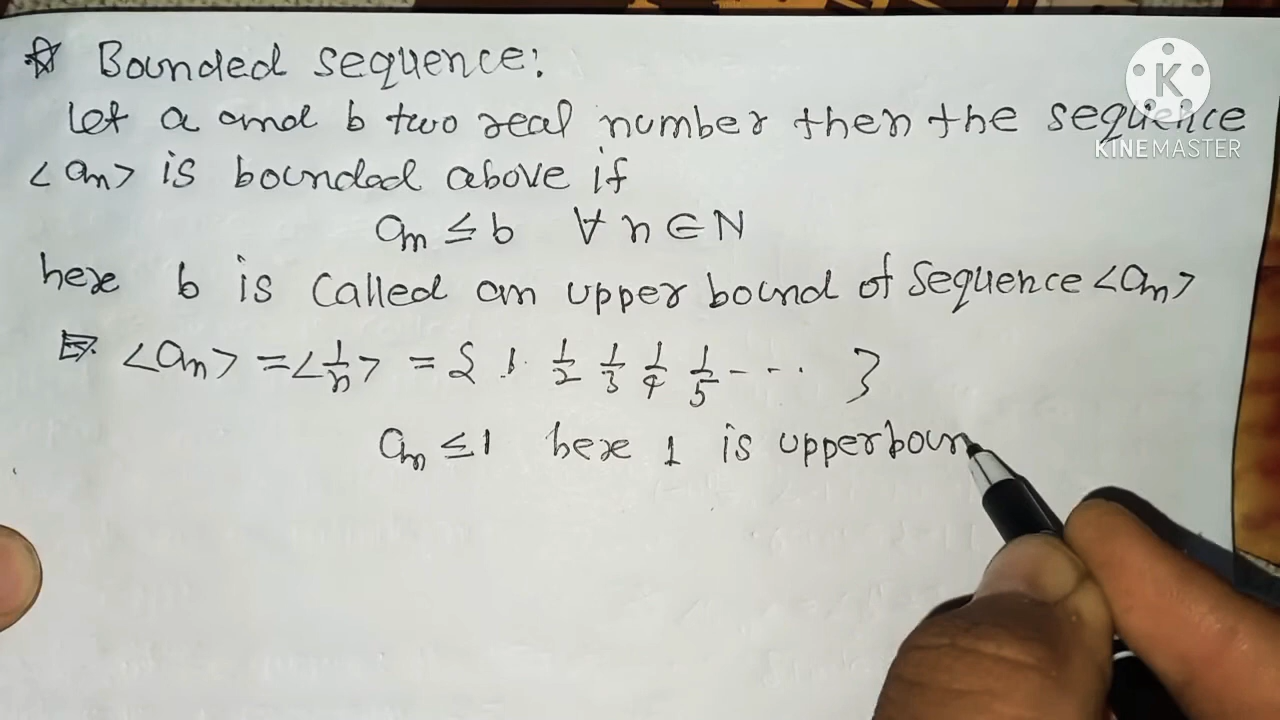 ☆ Bounded sequence:
Let a and b two real number then the sequence
<an> is bounded above if
an ≤ b ∀ n ∈ N
here b is called an upper bound of sequence <an>
Ex. <an> = <1/n> = { 1 1/2 1/3 1/4 1/5 --- }
an ≤ 1 here 1 is upperboun
K
KINEMASTER